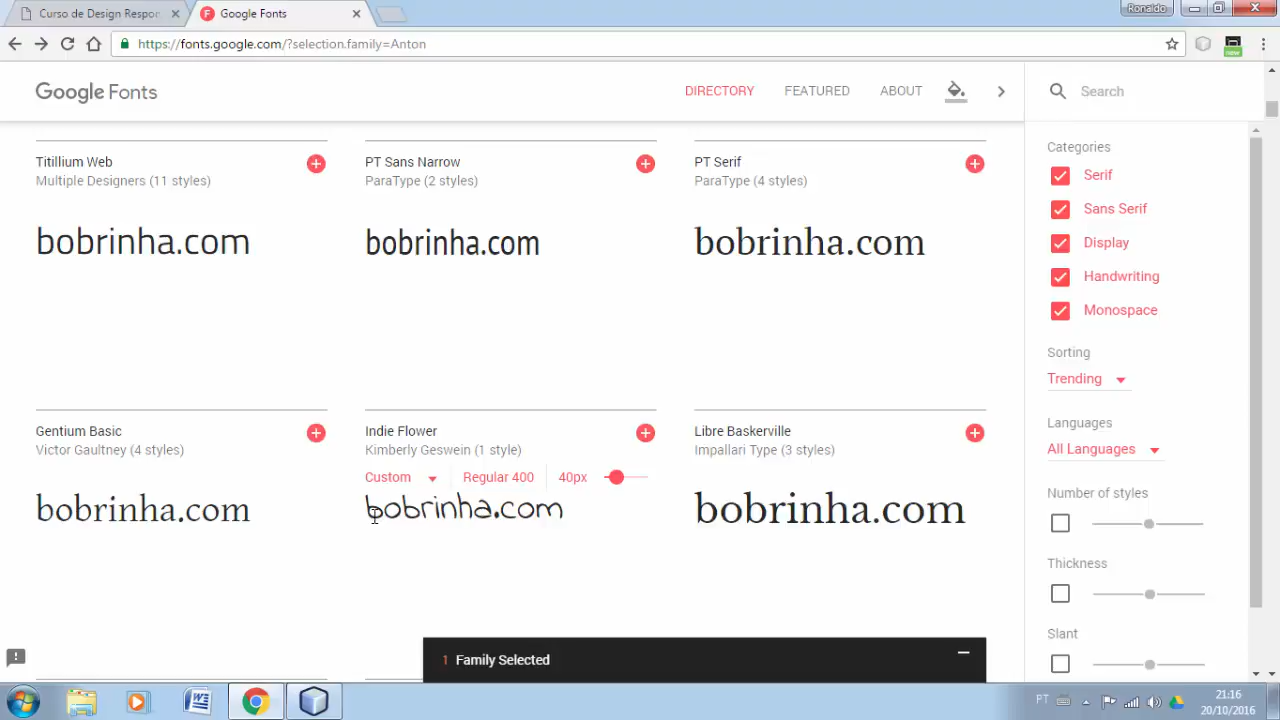 Curso de Design Respor
Google Fonts
Ronaldo
https://fonts.google.com/?selection.family=Anton
new
Google Fonts
DIRECTORY
FEATURED
ABOUT
Search
Titillium Web
Multiple Designers (11 styles)
bobrinha.com
PT Sans Narrow
ParaType (2 styles)
bobrinha.com
PT Serif
ParaType (4 styles)
bobrinha.com
Gentium Basic
Victor Gaultney (4 styles)
bobrinha.com
Indie Flower
Kimberly Geswein (1 style)
Custom
Regular 400
40px
bobrinha.com
Libre Baskerville
Impallari Type (3 styles)
bobrinha.com
Categories
Serif
Sans Serif
Display
Handwriting
Monospace
Sorting
Trending
Languages
All Languages
Number of styles
Thickness
Slant
1 Family Selected
PT
21:16
20/10/2016